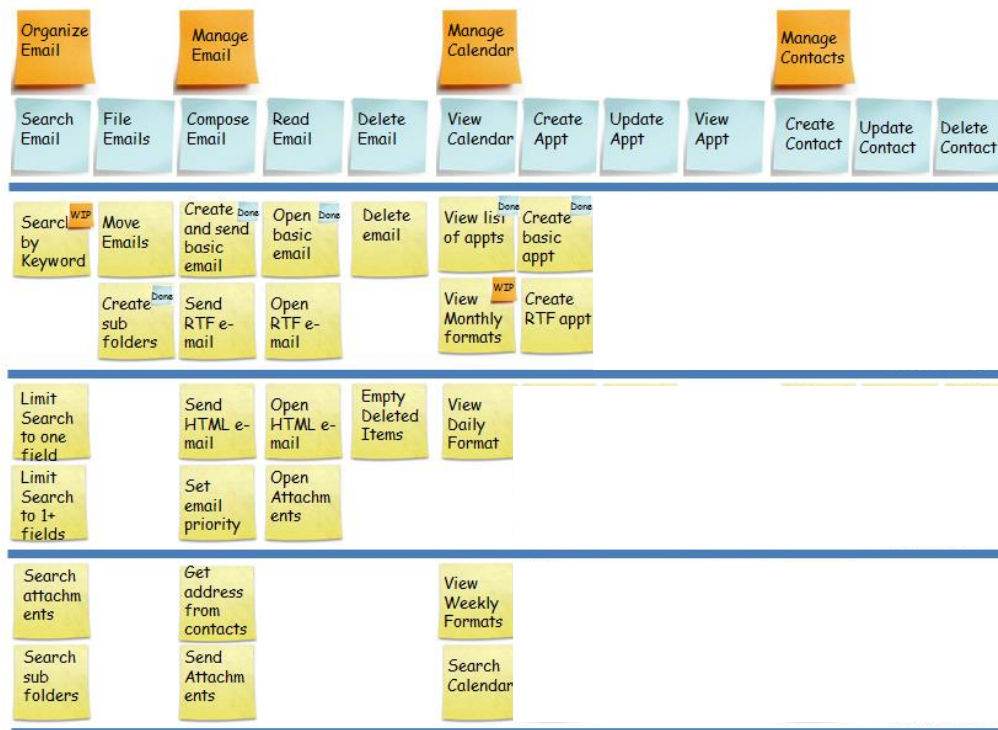 Organize
Email
Manage
Email
Manage
Calendar
Manage
Contacts
Search
Email
File
Emails
Compose
Email
Read
Email
Delete
Email
View
Calendar
Create
Appt
Update
Appt
View
Appt
Create
Contact
Update
Contact
Delete
Contact
Search
by
Keyword
WIP
Move
Emails
Create
and send
basic
email
Done
Open
basic
email
Done
Delete
email
View list
of appts
Done
Create
basic
appt
Done
Create
sub
folders
Done
Send
RTF e-
mail
Open
RTF e-
mail
View
Monthly
formats
WIP
Create
RTF appt
Limit
Search
to one
field
Send
HTML e-
mail
Open
HTML e-
mail
Empty
Deleted
Items
View
Daily
Format
Limit
Search
to 1+
fields
Set
email
priority
Open
Attachm
ents
Search
attachm
ents
Get
address
from
contacts
View
Weekly
Formats
Search
sub
folders
Send
Attachm
ents
Search
Calendar